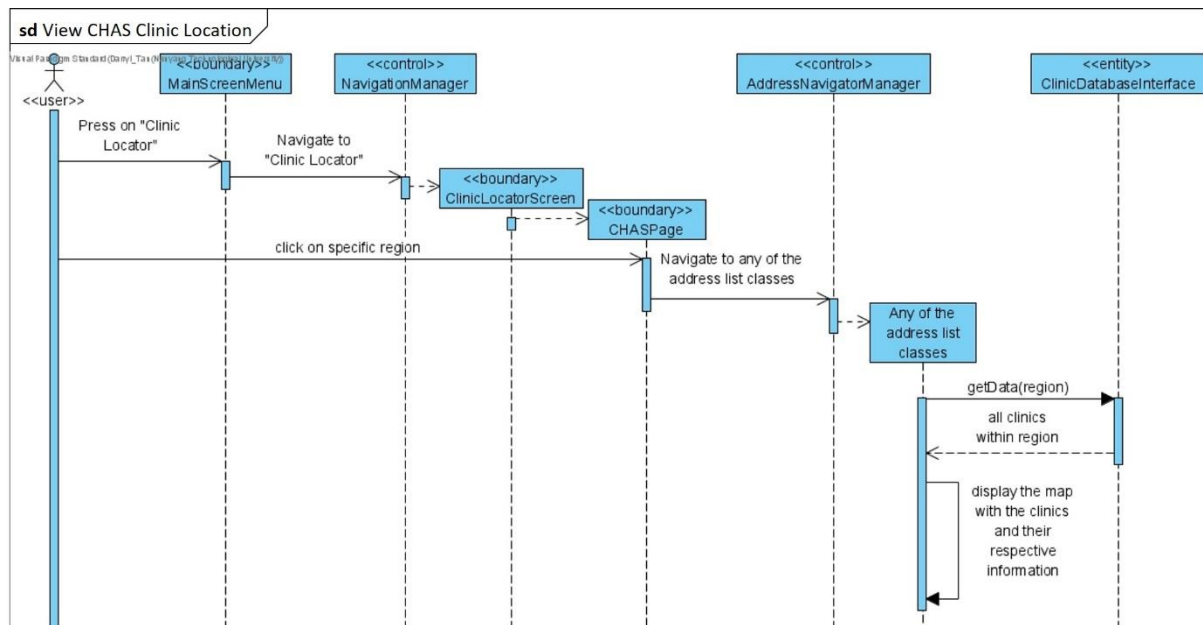 sd View CHAS Clinic Location
<<user>>
<<boundary>>
MainScreenMenu
<<control>>
NavigationManager
<<control>>
AddressNavigatorManager
<<entity>>
ClinicDatabaseInterface
Press on "Clinic
Locator"
Navigate to
"Clinic Locator"
<<boundary>>
ClinicLocatorScreen
<<boundary>>
CHASPage
click on specific region
Navigate to any of the
address list classes
Any of the
address list
classes
getData(region)
all clinics
within region
display the map
with the clinics
and their
respective
information